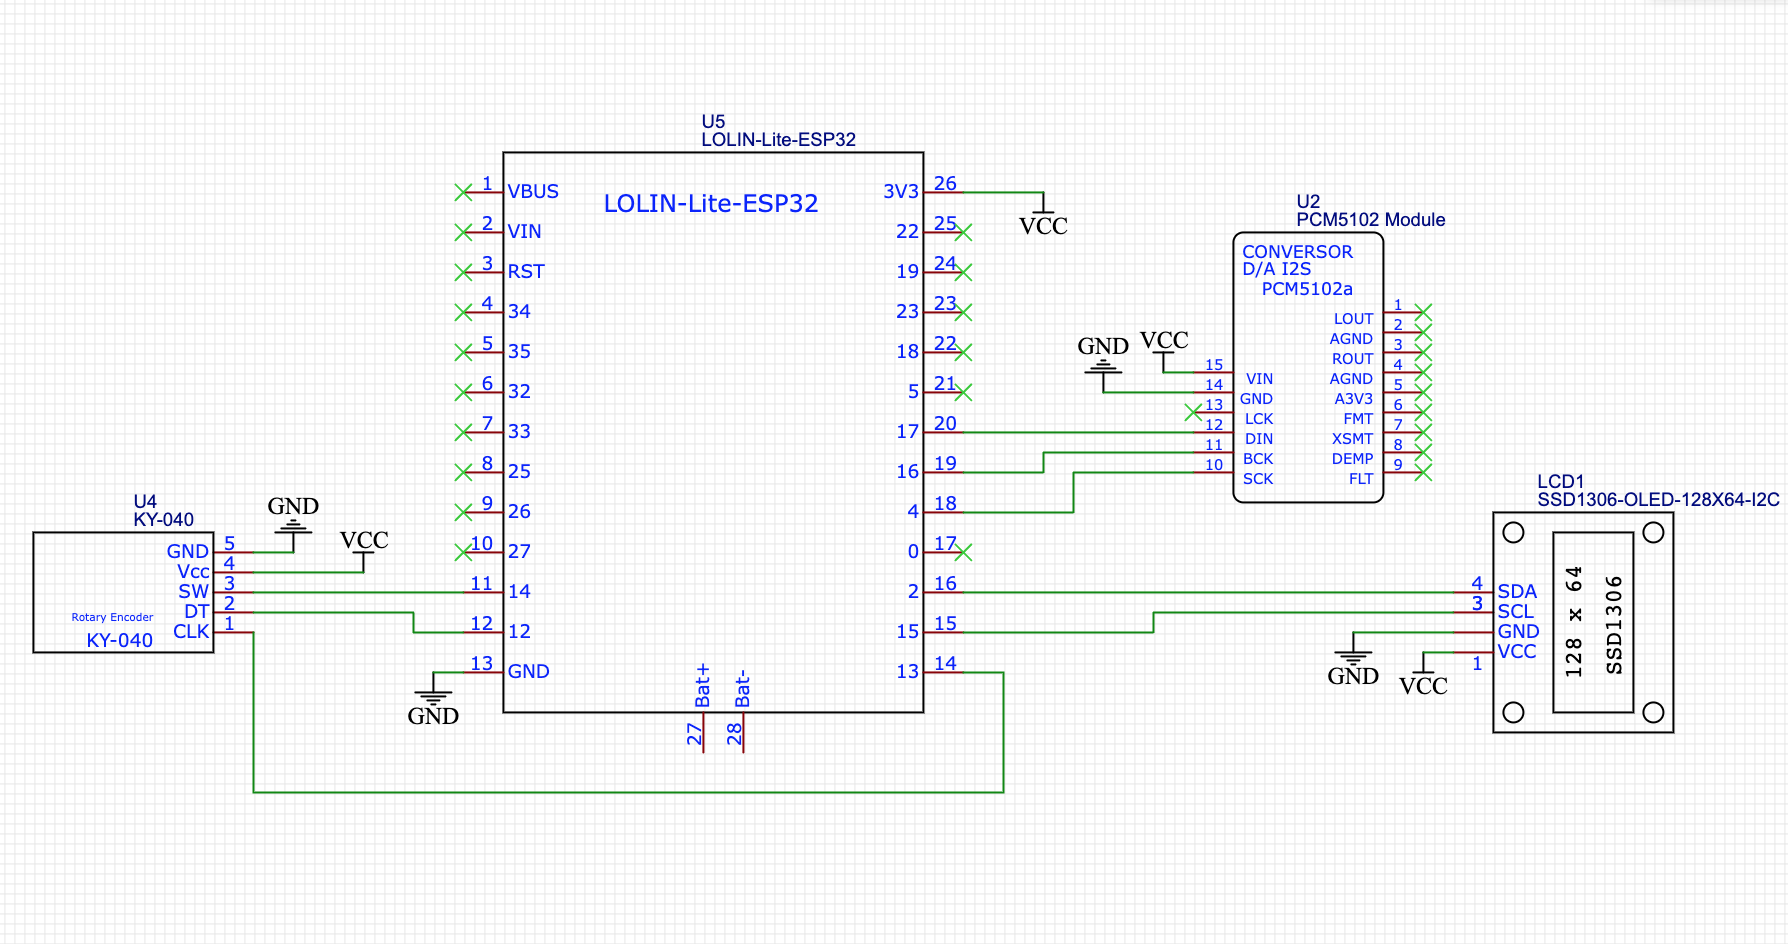 U5
LOLIN-Lite-ESP32
LOLIN-Lite-ESP32
1 VBUS
2 VIN
3 RST
4 34
5 35
6 32
7 33
8 25
9 26
10 27
11 14
12 12
13 GND
GND
3V3 26
VCC
22 25
19 24
23 23
18 22
5 21
17 20
16 19
4 18
0 17
2 16
15 15
13 14
Bat+ 27
Bat- 28
U4
KY-040
GND 5
Vcc 4
SW 3
DT 2
CLK 1
Rotary Encoder
KY-040
GND
VCC
U2
PCM5102 Module
CONVERSOR
D/A I2S
PCM5102a
GND
VCC
15 VIN
14 GND
13 LCK
12 DIN
11 BCK
10 SCK
LOUT 1
AGND 2
ROUT 3
AGND 4
A3V3 5
FMT 6
XSMT 7
DEMP 8
FLT 9
LCD1
SSD1306-OLED-128X64-I2C
4 SDA
3 SCL
GND
1 VCC
GND
VCC
128 x 64
SSD1306